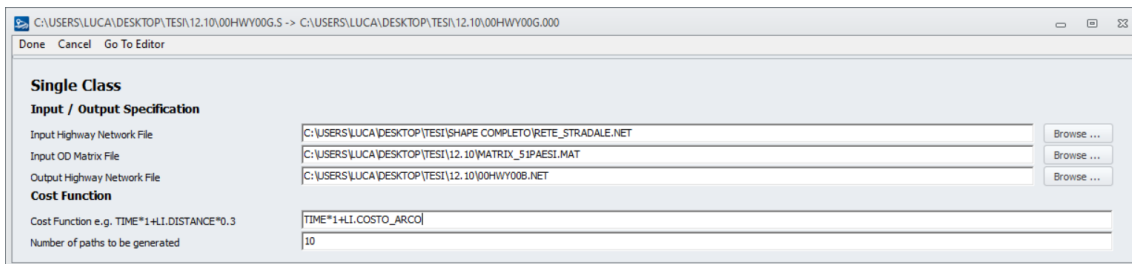 C:\USERS\LUCA\DESKTOP\TESI\12.10\00HWY00G.S -> C:\USERS\LUCA\DESKTOP\TESI\12.10\00HWY00G.000
Done Cancel Go To Editor
Single Class
Input / Output Specification
Input Highway Network File C:\USERS\LUCA\DESKTOP\TESI\SHAPE COMPLETO\RETE_STRADALE.NET Browse ...
Input OD Matrix File C:\USERS\LUCA\DESKTOP\TESI\12.10\MATRIX_51PAESI.MAT Browse ...
Output Highway Network File C:\USERS\LUCA\DESKTOP\TESI\12.10\00HWY00B.NET Browse ...
Cost Function
Cost Function e.g. TIME*1+LI.DISTANCE*0.3 TIME*1+LI.COSTO_ARCO
Number of paths to be generated 10